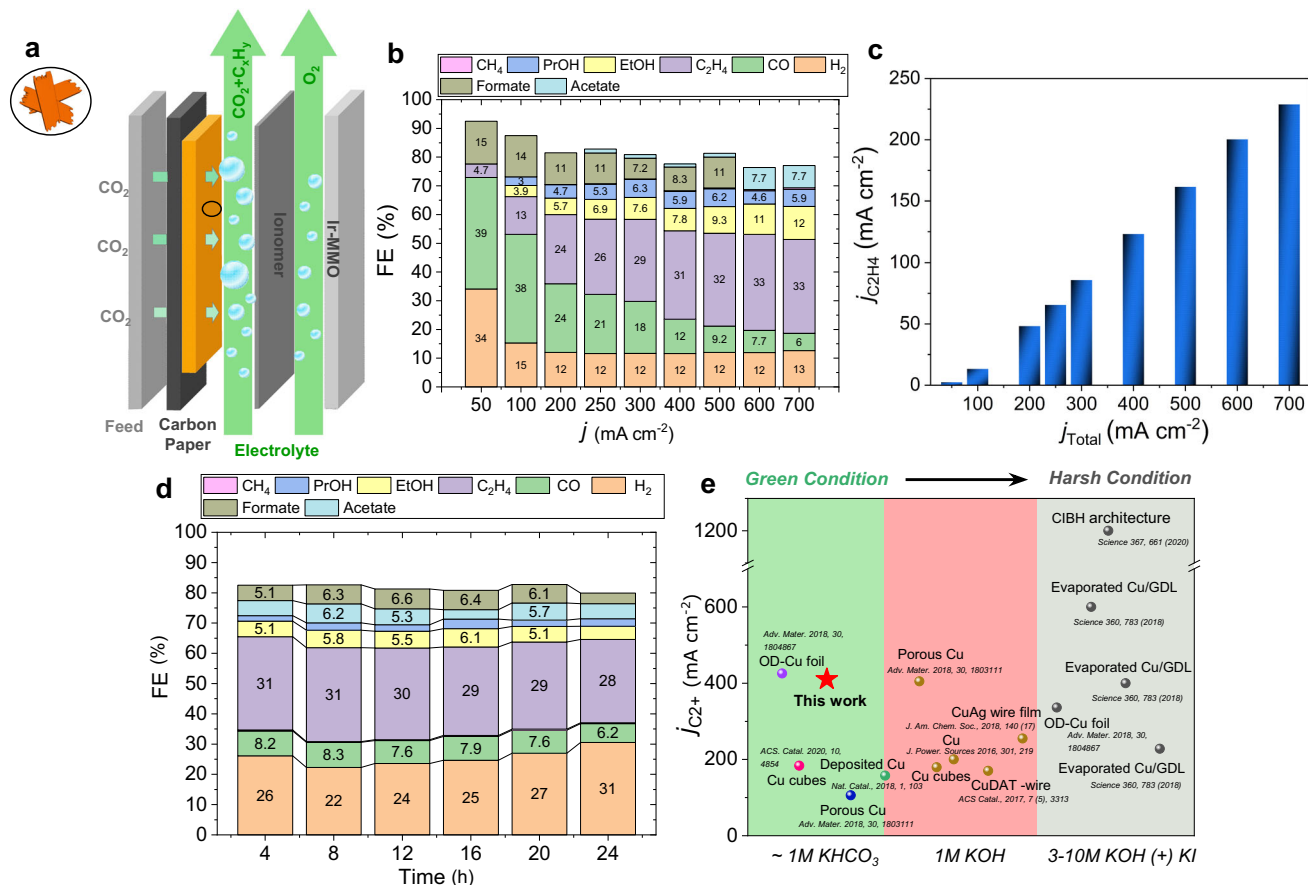 a
CO2
CO2
CO2
CO2+CxHy
O2
Ionomer
Ir-MMO
Feed
Carbon
Paper
Electrolyte
b
CH4 PrOH EtOH C2H4 CO H2
Formate Acetate
FE (%)
100
90
80
70
60
50
40
30
20
10
0
15
4.7
39
34
14
3
3.9
13
38
15
11
4.7
5.7
24
24
12
11
5.3
6.9
26
21
12
7.2
6.3
7.6
29
18
12
8.3
5.9
7.8
31
12
12
11
6.2
9.3
32
9.2
12
7.7
4.6
11
33
7.7
12
7.7
5.9
12
33
6
13
50 100 200 250 300 400 500 600 700
j (mA cm−2)
c
jC2H4 (mA cm−2)
250
200
150
100
50
0
100 200 300 400 500 600 700
jTotal (mA cm−2)
d
CH4 PrOH EtOH C2H4 CO H2
Formate Acetate
FE (%)
100
90
80
70
60
50
40
30
20
10
0
5.1
5.1
31
8.2
26
6.3
6.2
5.8
31
8.3
22
6.6
5.3
5.5
30
7.6
24
6.4
6.1
29
7.9
25
6.1
5.7
5.1
29
7.6
27
28
6.2
31
4 8 12 16 20 24
Time (h)
e
Green Condition
Harsh Condition
jC2+ (mA cm−2)
1200
600
400
200
0
CIBH architecture
Science 367, 661 (2020)
Evaporated Cu/GDL
Science 360, 783 (2018)
Adv. Mater. 2018, 30,
1804867
OD-Cu foil
This work
Porous Cu
Adv. Mater. 2018, 30, 1803111
Evaporated Cu/GDL
Science 360, 783 (2018)
CuAg wire film
J. Am. Chem. Soc., 2018, 140 (17)
OD-Cu foil
Adv. Mater. 2018, 30,
1804867
Cu
J. Power. Sources 2016, 301, 219
ACS. Catal. 2020, 10,
4854
Cu cubes
Deposited Cu
Nat. Catal., 2018, 1, 103
Cu cubes
CuDAT -wire
ACS Catal., 2017, 7 (5), 3313
Evaporated Cu/GDL
Science 360, 783 (2018)
Porous Cu
Adv. Mater. 2018, 30, 1803111
~ 1M KHCO3
1M KOH
3-10M KOH (+) KI